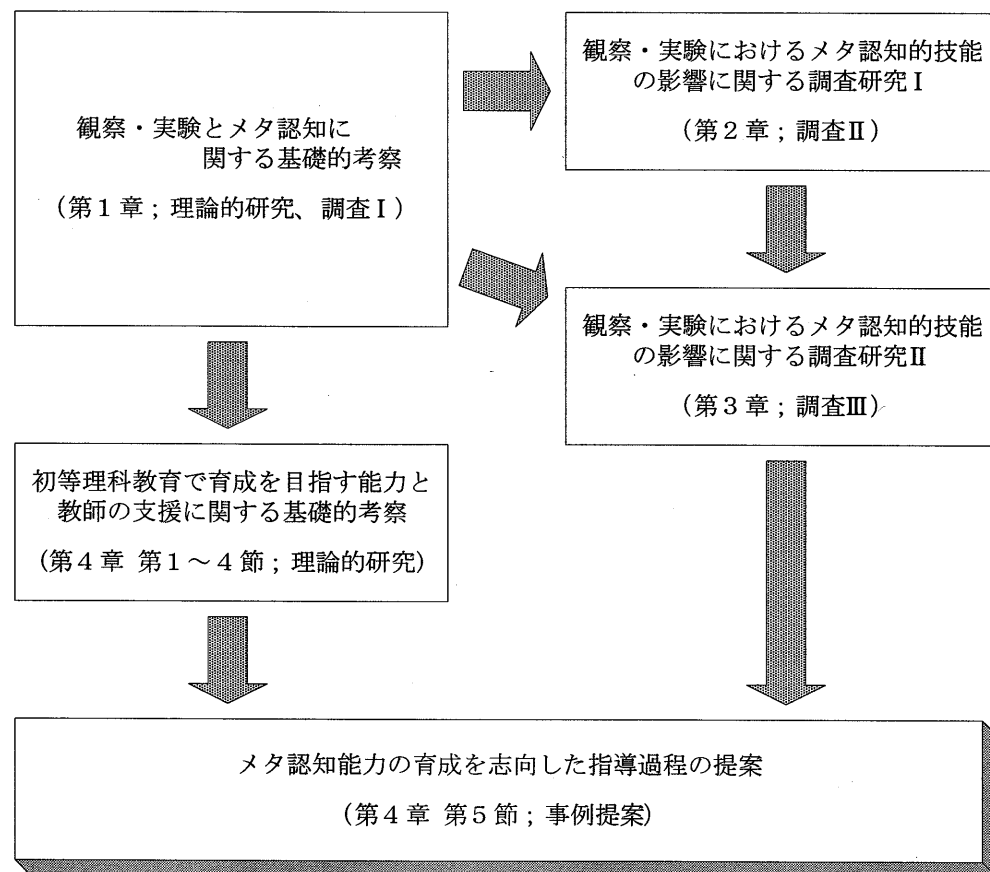 観察・実験とメタ認知に
関する基礎的考察
（第１章；理論的研究、調査Ⅰ）
観察・実験におけるメタ認知的技能
の影響に関する調査研究Ⅰ
（第２章；調査Ⅱ）
観察・実験におけるメタ認知的技能
の影響に関する調査研究Ⅱ
（第３章；調査Ⅲ）
初等理科教育で育成を目指す能力と
教師の支援に関する基礎的考察
（第４章 第１～４節；理論的研究）
メタ認知能力の育成を志向した指導過程の提案
（第４章 第５節；事例提案）